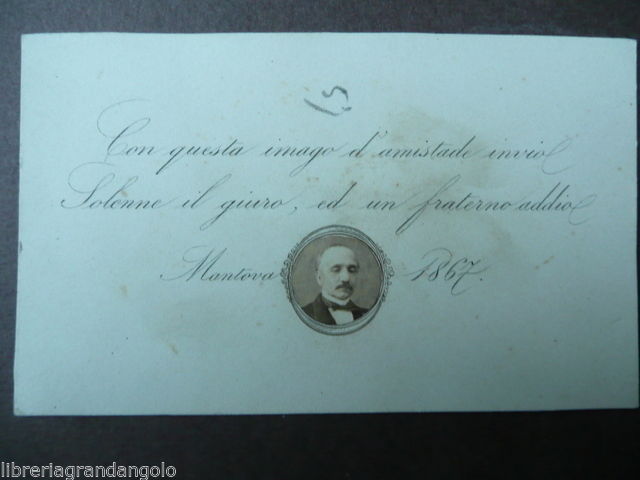 15
Con questa imago d'amistade invio
Solenne il giuro, ed un fraterno addio
Mantova 1867.
libreriagrandangolo